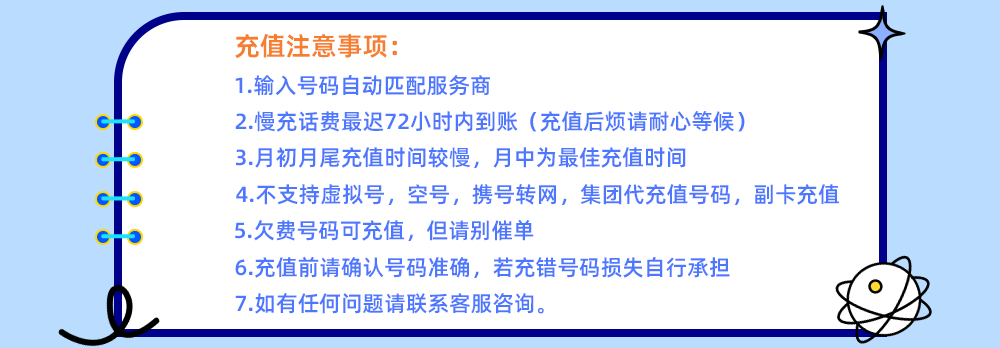 充值注意事项：
1.输入号码自动匹配服务商
2.慢充话费最迟72小时内到账（充值后烦请耐心等候）
3.月初月尾充值时间较慢，月中为最佳充值时间
4.不支持虚拟号，空号，携号转网，集团代充值号码，副卡充值
5.欠费号码可充值，但请别催单
6.充值前请确认号码准确，若充错号码损失自行承担
7.如有任何问题请联系客服咨询。